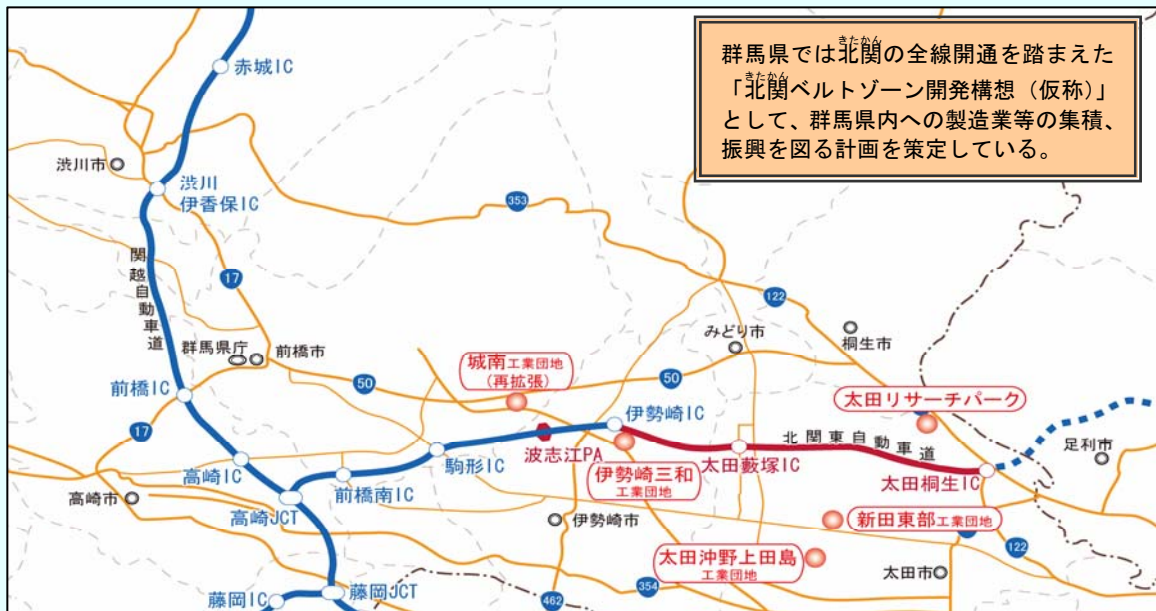 群馬県では北関の全線開通を踏まえた
「北関ベルトゾーン開発構想（仮称）」
として、群馬県内への製造業等の集積、
振興を図る計画を策定している。
きたかん
きたかん
赤城IC
渋川市
渋川
伊香保IC
353
関越自動車道
17
122
みどり市
桐生市
群馬県庁
前橋市
城南工業団地
（再拡張）
50
50
前橋IC
太田リサーチパーク
伊勢崎IC
17
北関東自動車道
足利市
波志江PA
駒形IC
太田藪塚IC
高崎IC
伊勢崎三和
工業団地
前橋南IC
太田桐生IC
高崎市
高崎JCT
伊勢崎市
新田東部工業団地
122
太田沖野上田島
工業団地
太田市
354
藤岡IC
藤岡JCT
462